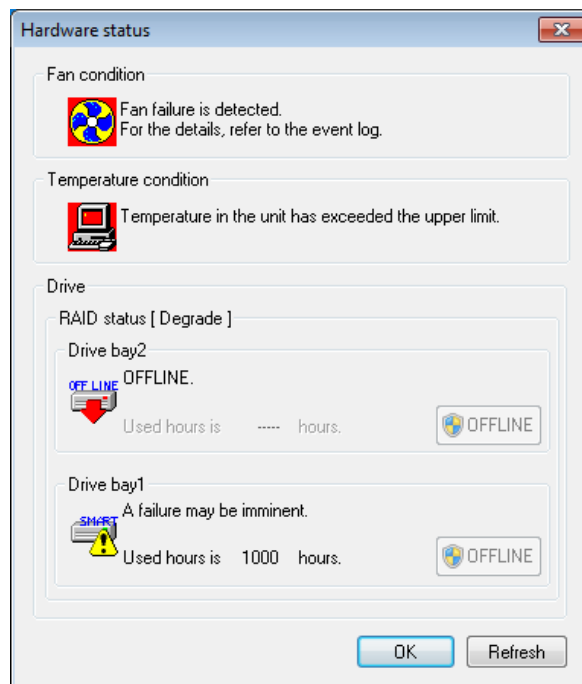 Hardware status
Fan condition
Fan failure is detected.
For the details, refer to the event log.
Temperature condition
Temperature in the unit has exceeded the upper limit.
Drive
RAID status [ Degrade ]
Drive bay2
OFF LINE
OFFLINE.
Used hours is ----- hours.
OFFLINE
Drive bay1
SMART
A failure may be imminent.
Used hours is 1000 hours.
OFFLINE
OK
Refresh